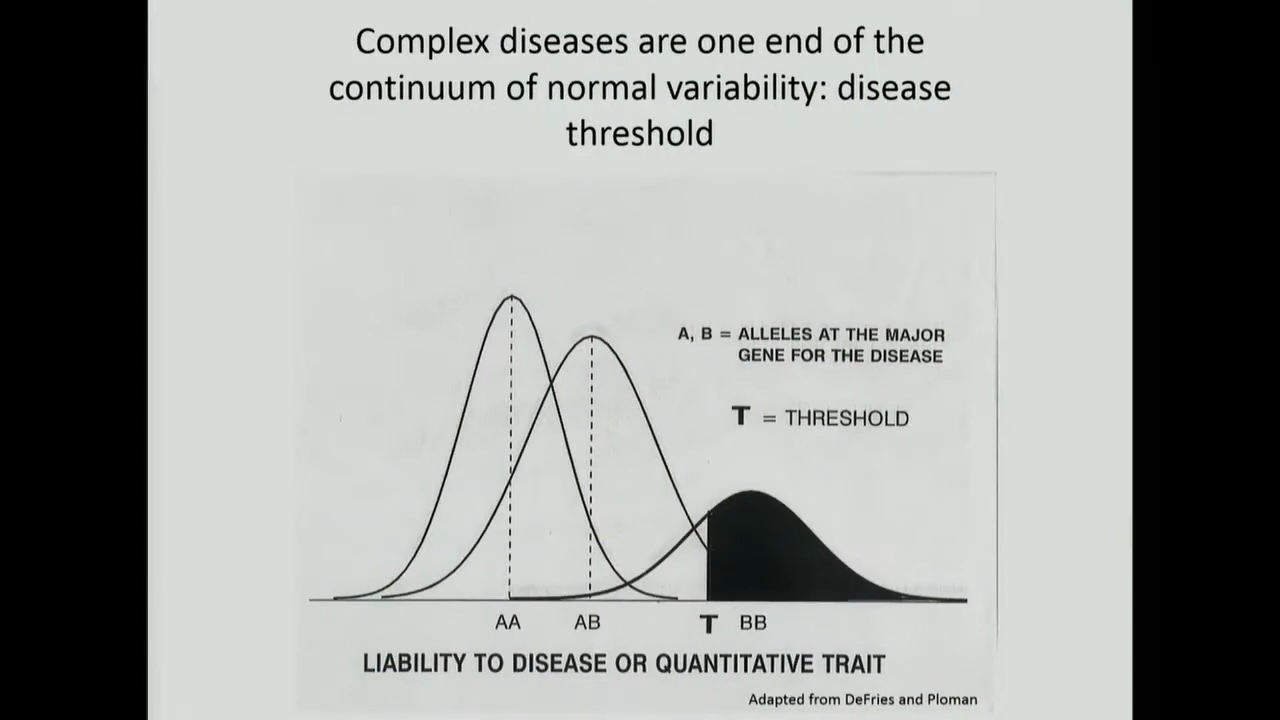 Complex diseases are one end of the
continuum of normal variability: disease
threshold
A, B = ALLELES AT THE MAJOR
GENE FOR THE DISEASE
T = THRESHOLD
AA AB T BB
LIABILITY TO DISEASE OR QUANTITATIVE TRAIT
Adapted from DeFries and Ploman